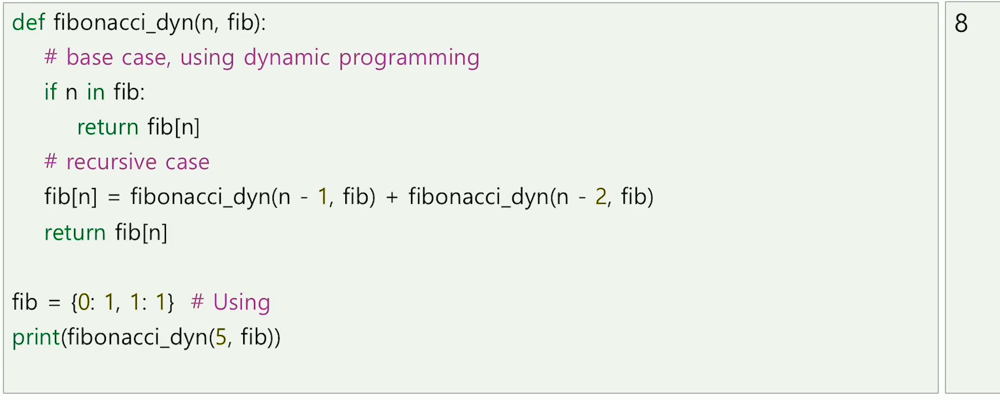 def fibonacci_dyn(n, fib):
# base case, using dynamic programming
if n in fib:
return fib[n]
# recursive case
fib[n] = fibonacci_dyn(n - 1, fib) + fibonacci_dyn(n - 2, fib)
return fib[n]
fib = {0: 1, 1: 1} # Using
print(fibonacci_dyn(5, fib))
8